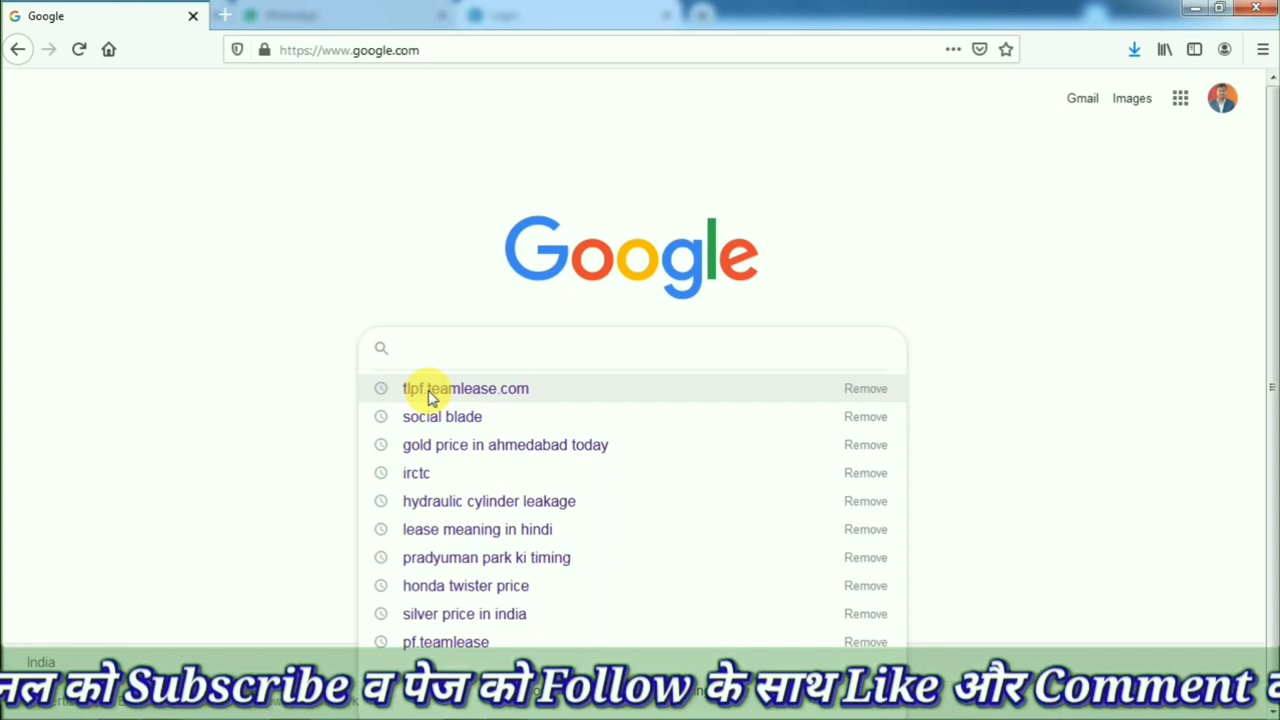 Google
https://www.google.com
Gmail Images
Google
tlpf.teamlease.com Remove
social blade Remove
gold price in ahmedabad today Remove
irctc Remove
hydraulic cylinder leakage Remove
lease meaning in hindi Remove
pradyuman park ki timing Remove
honda twister price Remove
silver price in india Remove
pf.teamlease Remove
India
नल को Subscribe व पेज को Follow के साथ Like और Comment